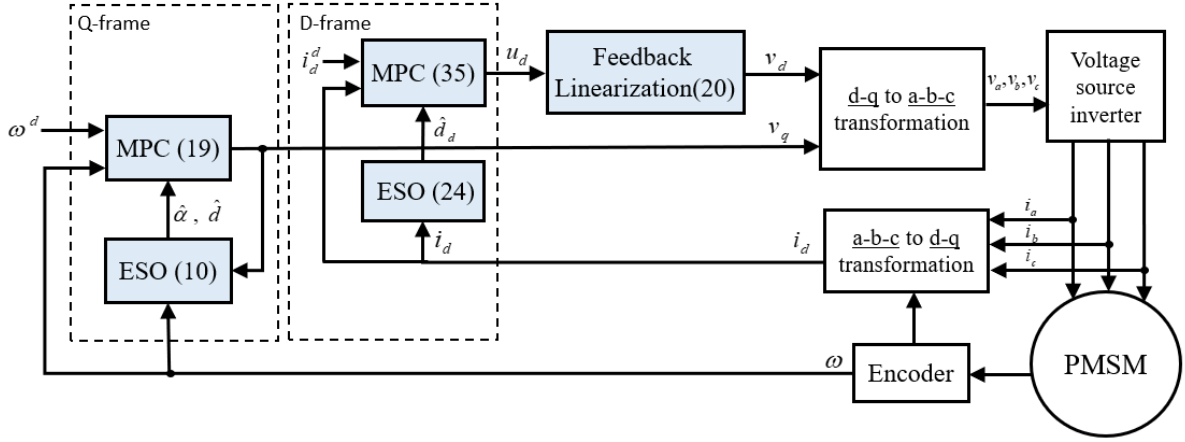 Q-frame
D-frame
i_d^d
MPC (35)
u_d
Feedback
Linearization(20)
v_d
d-q to a-b-c
transformation
v_a,v_b,v_c
Voltage
source
inverter
ω^d
MPC (19)
d̂_d
v_q
ESO (24)
α̂ , d̂
ESO (10)
i_d
i_d
a-b-c to d-q
transformation
i_a
i_b
i_c
ω
Encoder
PMSM